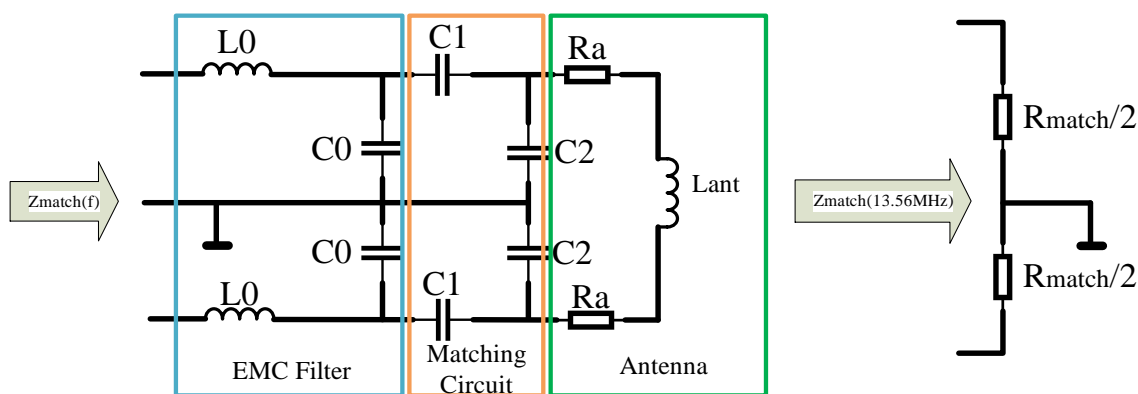 L0
C1
Ra
C0
C2
Lant
Zmatch(f)
C0
C2
L0
C1
Ra
EMC Filter
Matching
Circuit
Antenna
Zmatch(13.56MHz)
Rmatch/2
Rmatch/2